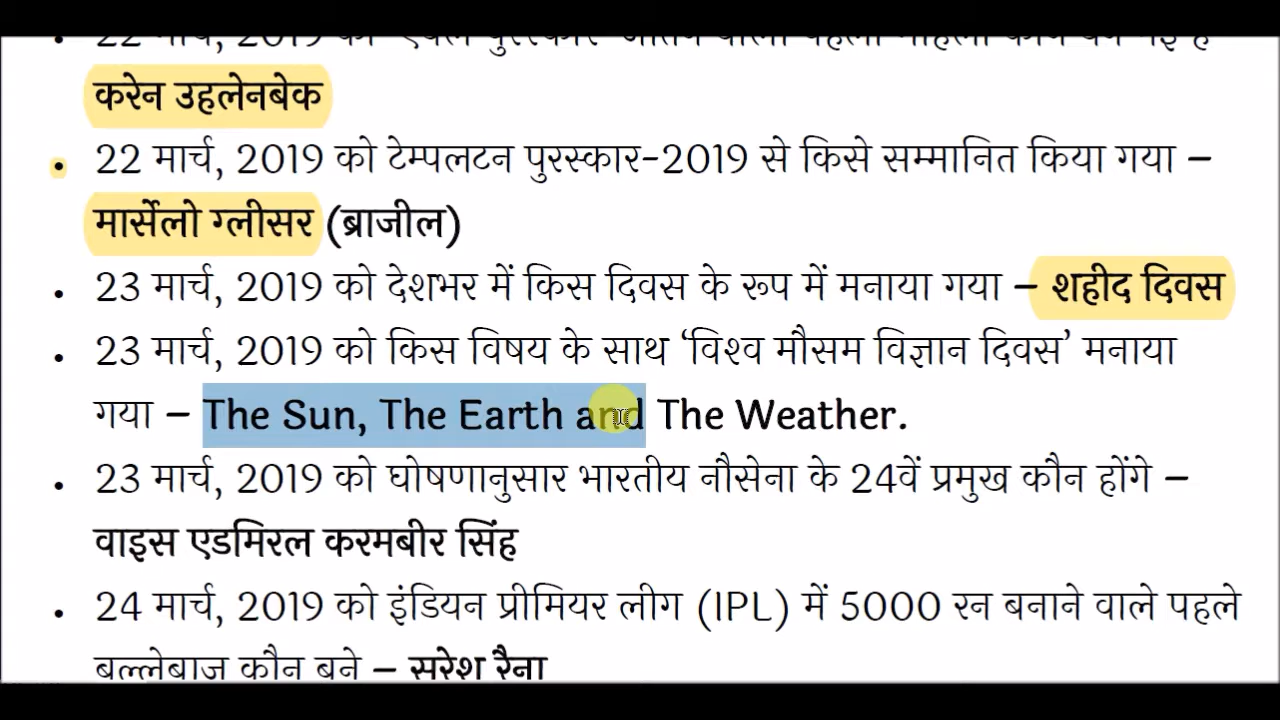 22 मार्च, 2019 को
करेन उहलेनबेक
• 22 मार्च, 2019 को टेम्पलटन पुरस्कार-2019 से किसे सम्मानित किया गया –
मार्सेलो ग्लीसर (ब्राजील)
• 23 मार्च, 2019 को देशभर में किस दिवस के रूप में मनाया गया – शहीद दिवस
• 23 मार्च, 2019 को किस विषय के साथ ‘विश्व मौसम विज्ञान दिवस’ मनाया
गया – The Sun, The Earth and The Weather.
• 23 मार्च, 2019 को घोषणानुसार भारतीय नौसेना के 24वें प्रमुख कौन होंगे –
वाइस एडमिरल करमबीर सिंह
• 24 मार्च, 2019 को इंडियन प्रीमियर लीग (IPL) में 5000 रन बनाने वाले पहले
बल्लेबाज कौन बने – सुरेश रैना